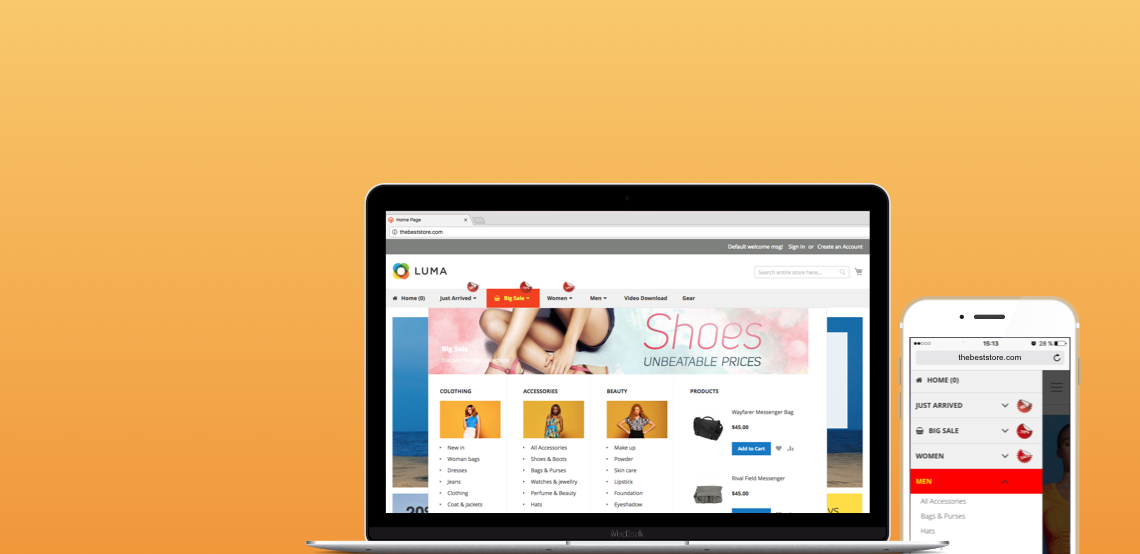 Home Page
thebeststore.com
Default welcome msg! Sign In or Create an Account
LUMA
Search entire store here...
Home (0) Just Arrived Big Sale Women Men Video Download Gear
Shoes
UNBEATABLE PRICES
Big Sale
COLOTHING
New in
Woman bags
Dresses
Jeans
Clothing
Coat & Jackets
ACCESSORIES
All Accessories
Shoes & Boots
Bags & Purses
Watches & jewellry
Perfume & Beauty
Hats
BEAUTY
Make up
Powder
Skin care
Lipstick
Foundation
Eyeshadow
PRODUCTS
Wayfarer Messenger Bag
$45.00
Add to Cart
Rival Field Messenger
$45.00
20%
VS
MacBook
15:13 28 %
thebeststore.com
HOME (0)
JUST ARRIVED
BIG SALE
WOMEN
MEN
All Accessories
Bags & Purses
Hats